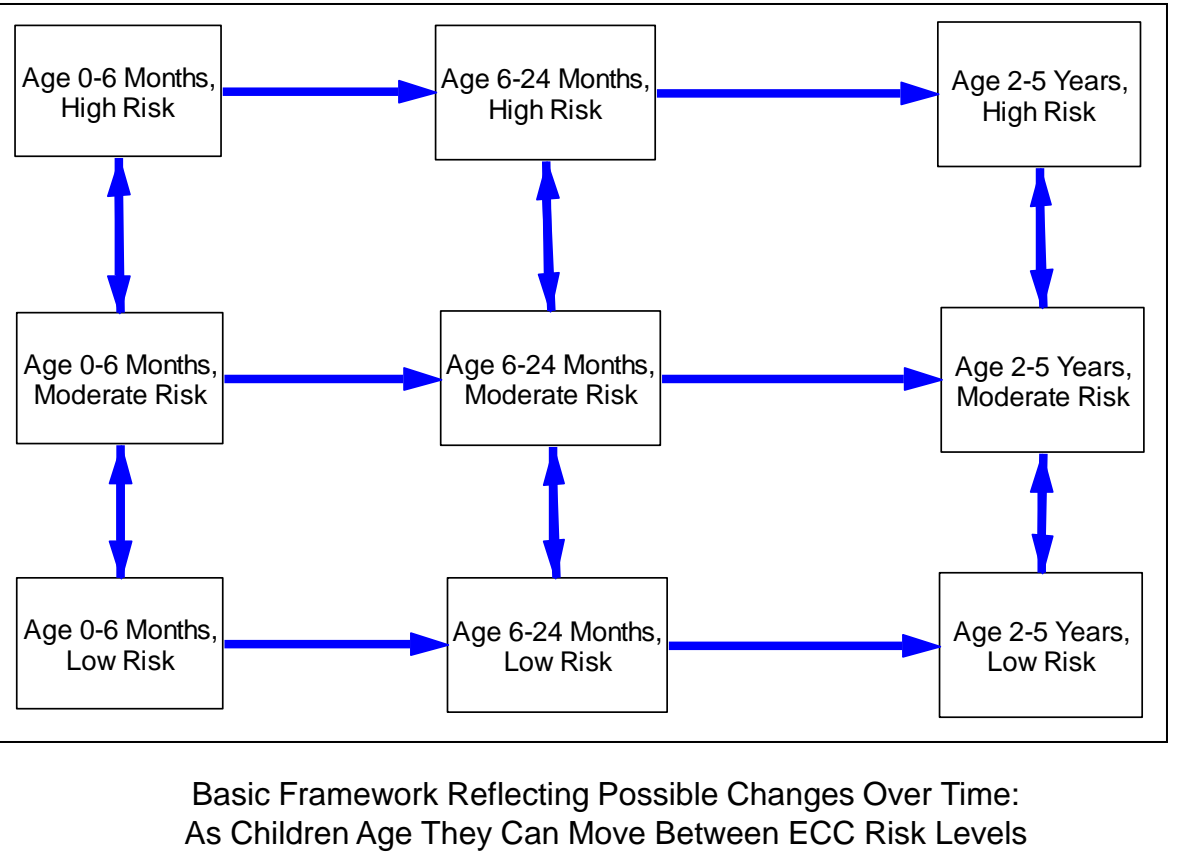 Age 0-6 Months,
High Risk
Age 6-24 Months,
High Risk
Age 2-5 Years,
High Risk
Age 0-6 Months,
Moderate Risk
Age 6-24 Months,
Moderate Risk
Age 2-5 Years,
Moderate Risk
Age 0-6 Months,
Low Risk
Age 6-24 Months,
Low Risk
Age 2-5 Years,
Low Risk
Basic Framework Reflecting Possible Changes Over Time:
As Children Age They Can Move Between ECC Risk Levels